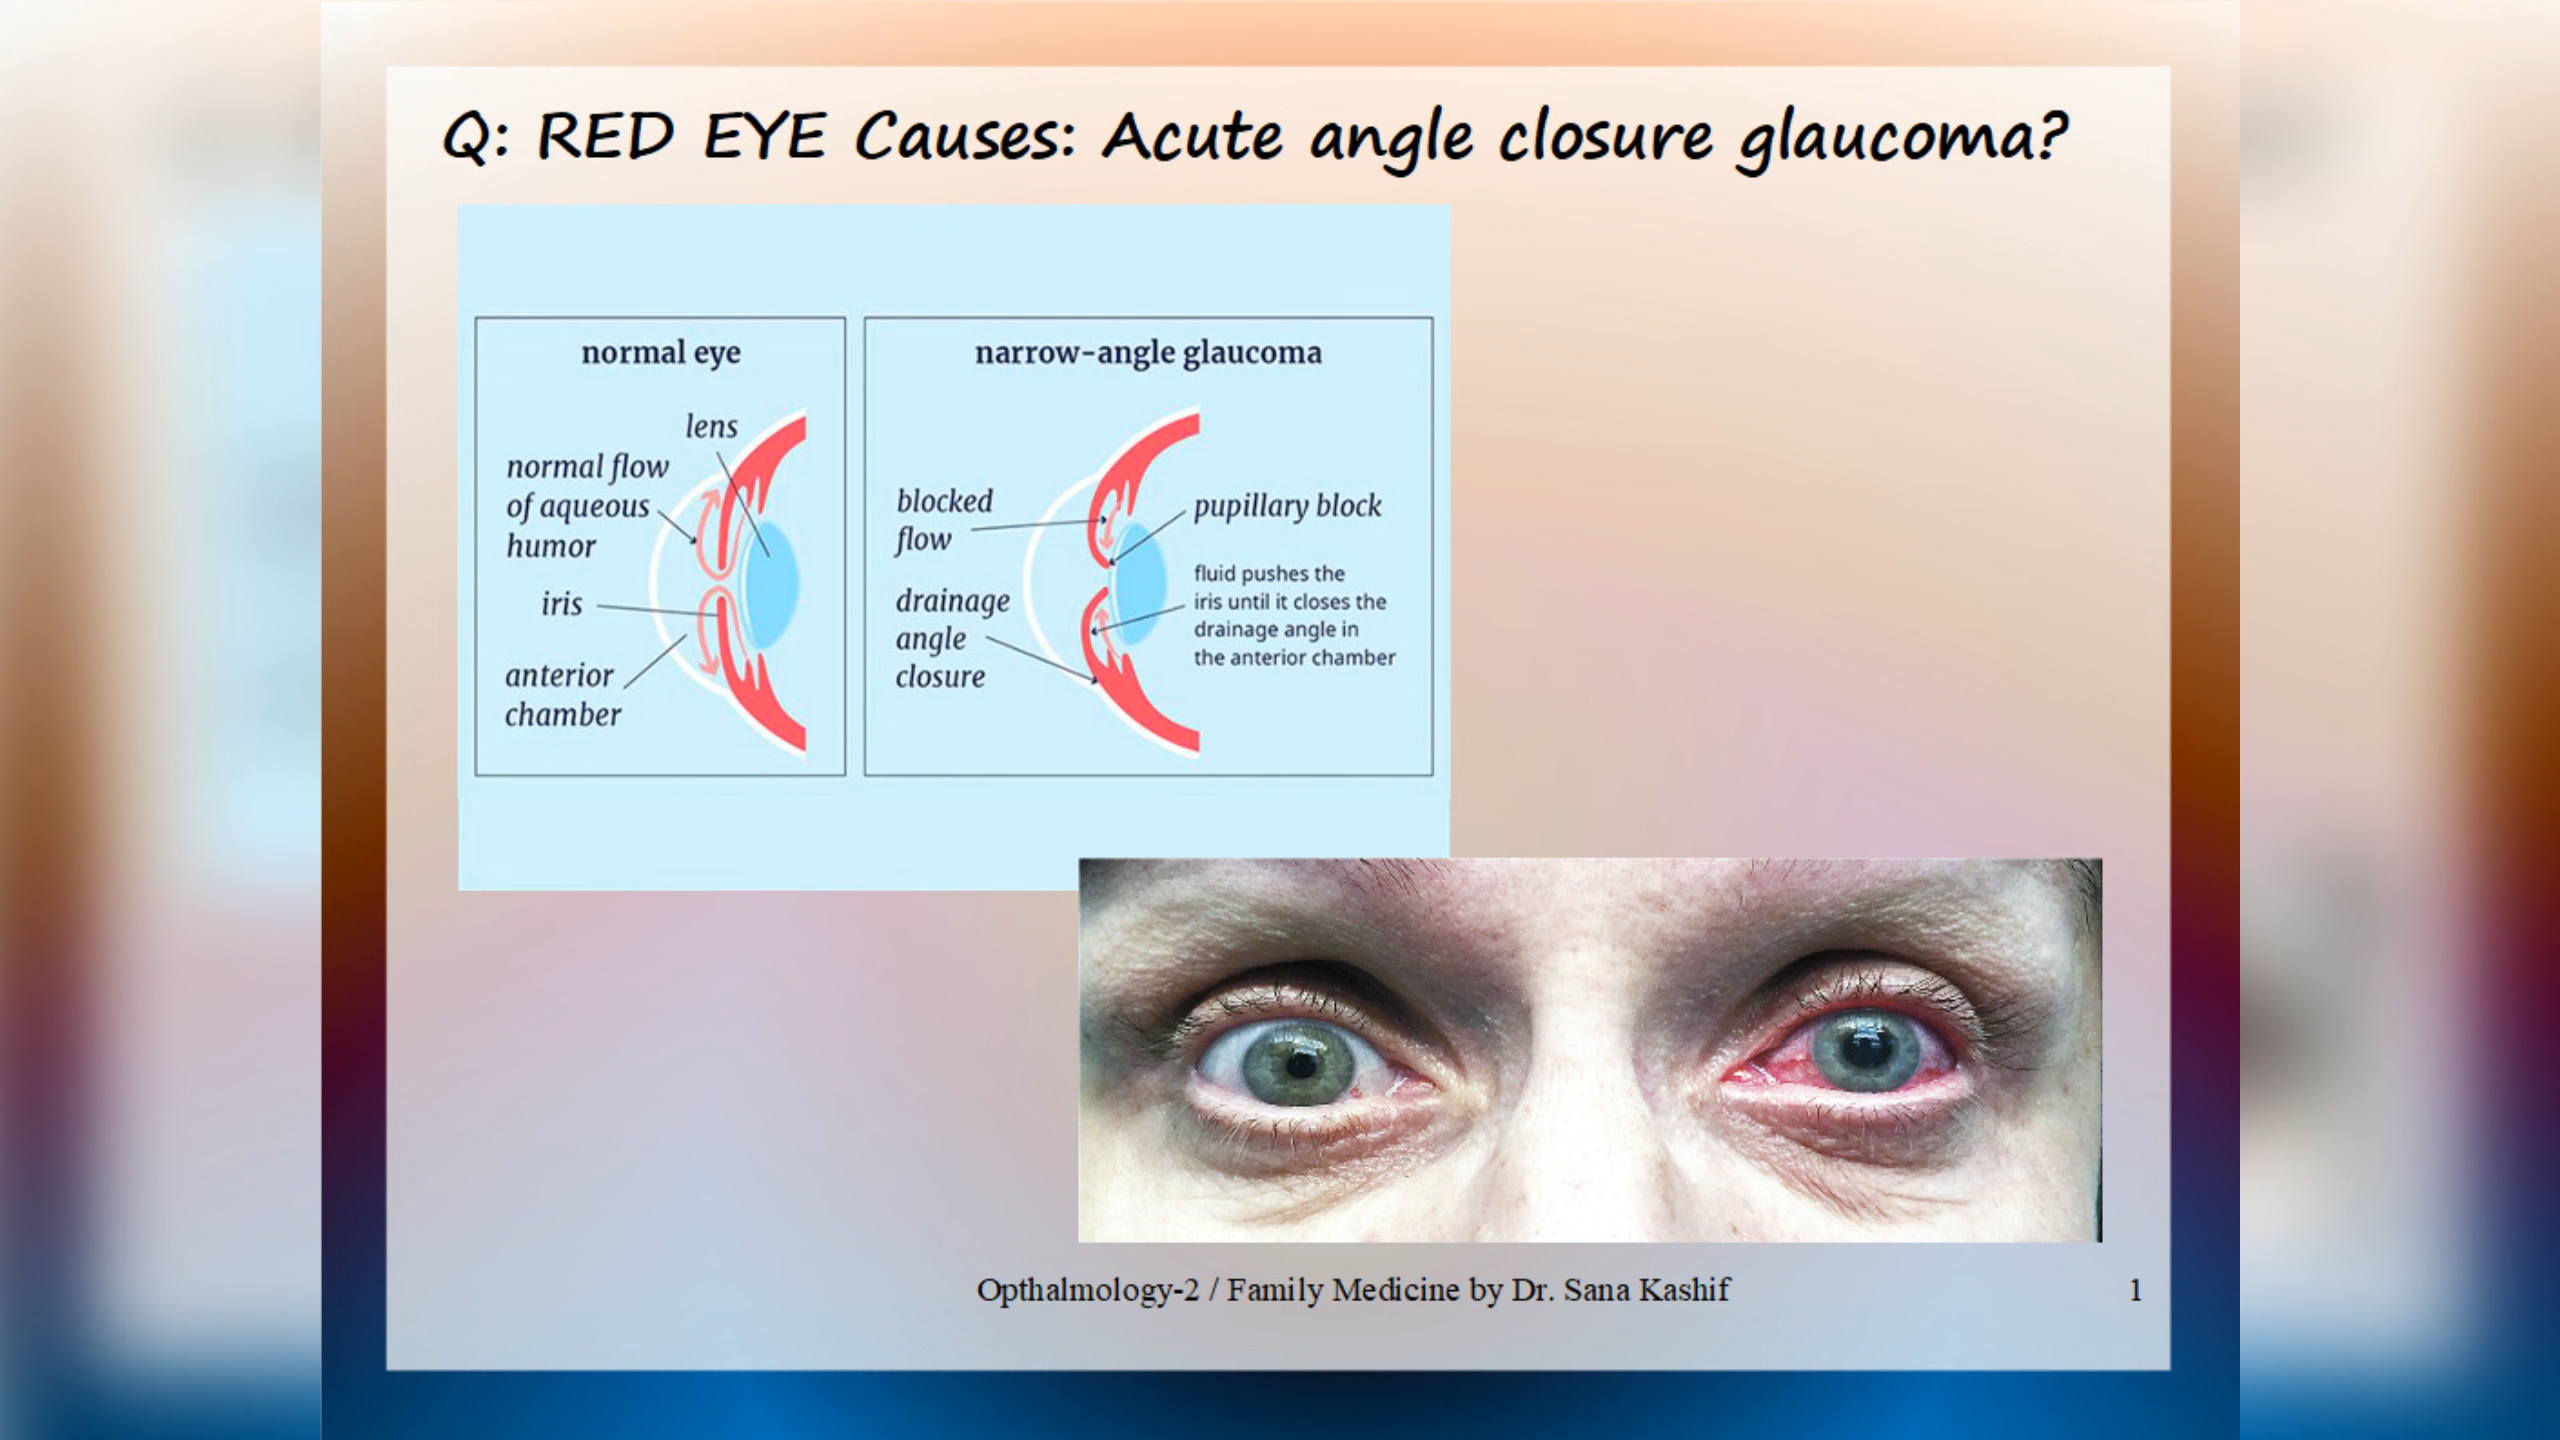 Q: RED EYE Causes: Acute angle closure glaucoma?
normal eye
lens
normal flow
of aqueous
humor
iris
anterior
chamber
narrow-angle glaucoma
blocked
flow
drainage
angle
closure
pupillary block
fluid pushes the
iris until it closes the
drainage angle in
the anterior chamber
Opthalmology-2 / Family Medicine by Dr. Sana Kashif
1